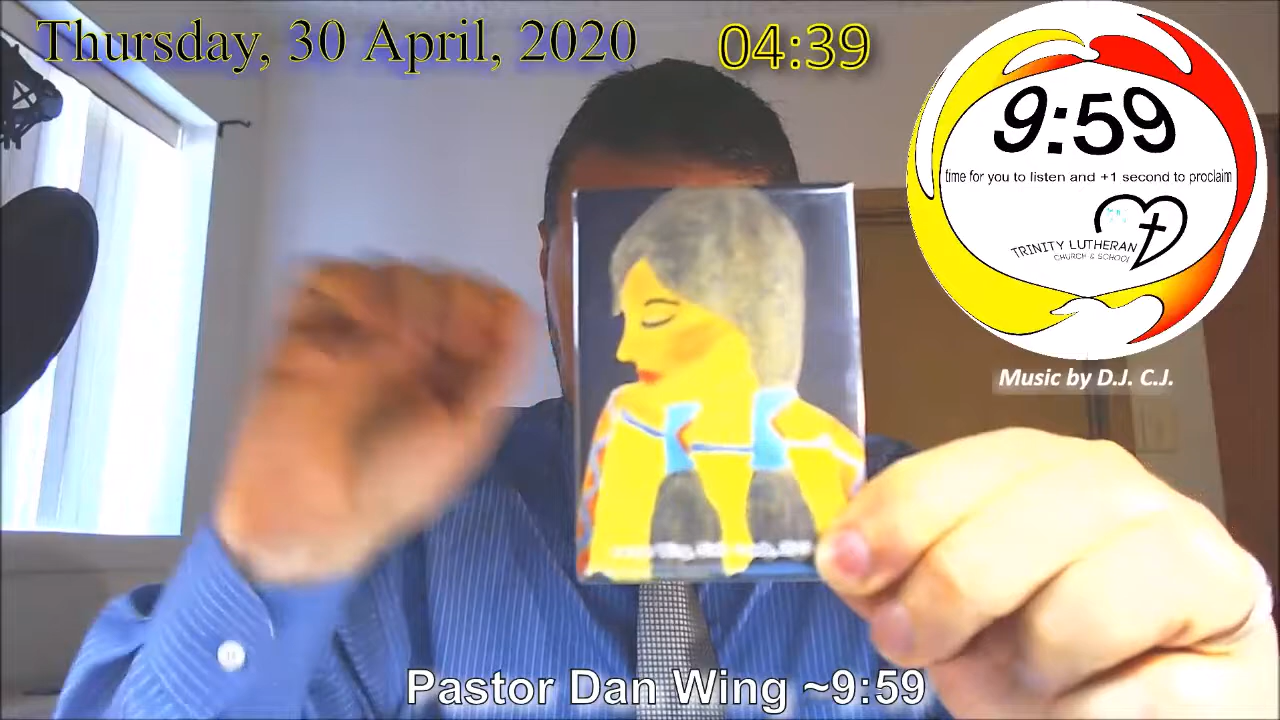 Thursday, 30 April, 2020
04:39
9:59
time for you to listen and +1 second to proclaim
TRINITY LUTHERAN
CHURCH & SCHOOL
Music by D.J. C.J.
Wing,
Pastor Dan Wing ~9:59